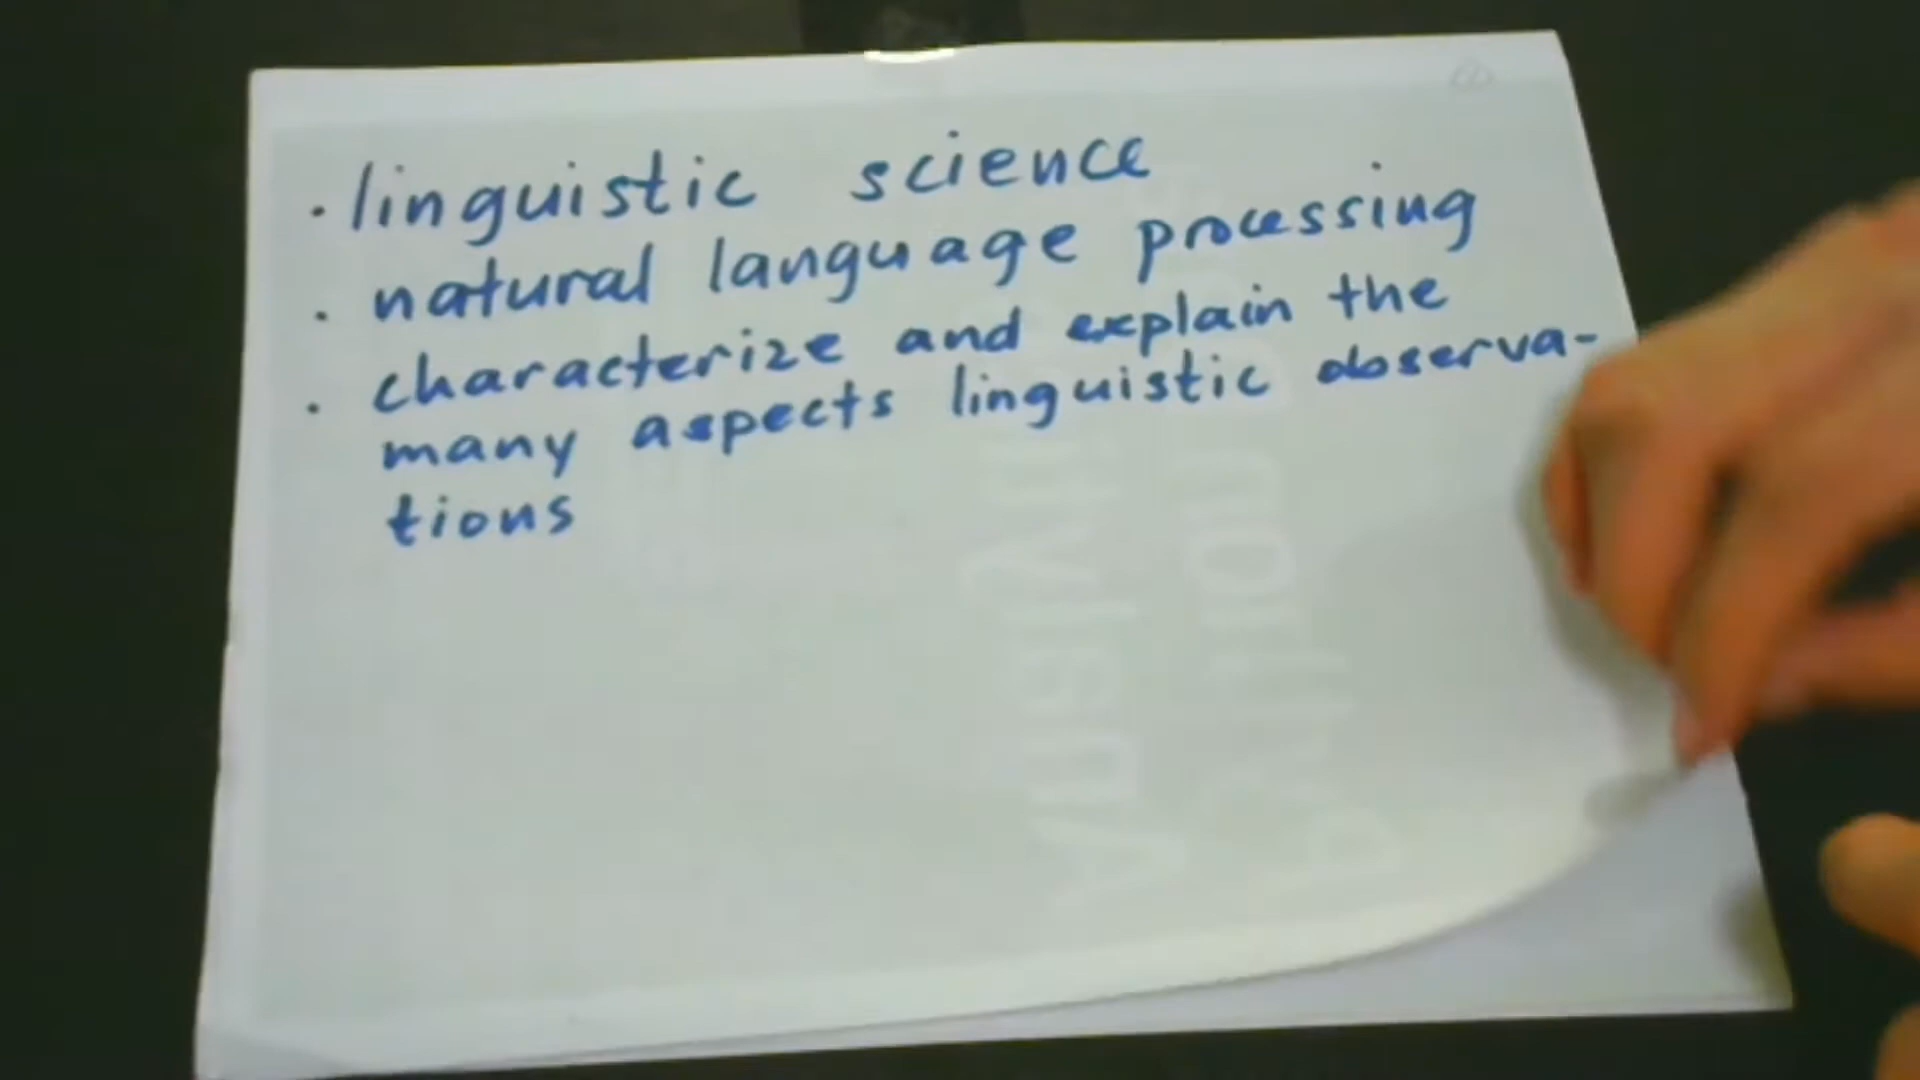 · linguistic science
· natural language processing
· characterize and explain the
many aspects linguistic observa-
tions